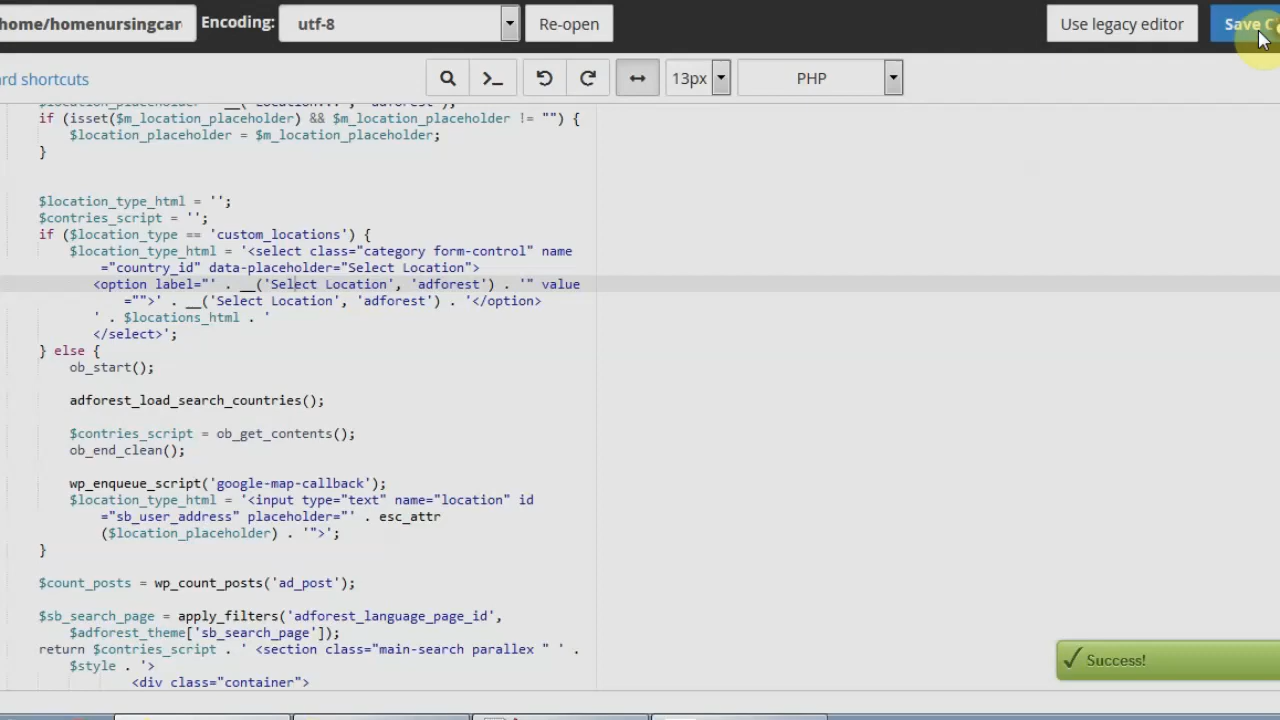 home/homenursingcar Encoding: utf-8 Re-open Use legacy editor Save C
rd shortcuts >_ 13px PHP
if (isset($m_location_placeholder) && $m_location_placeholder != "") {
$location_placeholder = $m_location_placeholder;
}
$location_type_html = '';
$contries_script = '';
if ($location_type == 'custom_locations') {
$location_type_html = '<select class="category form-control" name
="country_id" data-placeholder="Select Location">
<option label="' . __('Select Location', 'adforest') . '" value
="">' . __('Select Location', 'adforest') . '</option>
' . $locations_html . '
</select>';
} else {
ob_start();
adforest_load_search_countries();
$contries_script = ob_get_contents();
ob_end_clean();
wp_enqueue_script('google-map-callback');
$location_type_html = '<input type="text" name="location" id
="sb_user_address" placeholder="' . esc_attr
($location_placeholder) . '">';
}
$count_posts = wp_count_posts('ad_post');
$sb_search_page = apply_filters('adforest_language_page_id',
$adforest_theme['sb_search_page']);
return $contries_script . ' <section class="main-search parallex " ' .
$style . '>
<div class="container">
Success!